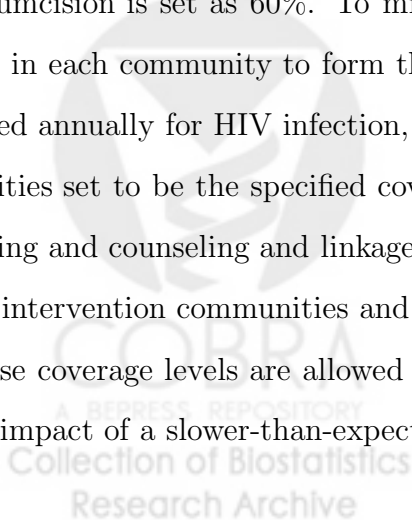 umcision is set as 60%. To mi
in each community to form th
ed annually for HIV infection,
ities set to be the specified cov
ing and counseling and linkage
intervention communities and
se coverage levels are allowed
impact of a slower-than-expect
COBRA
A BEPRESS REPOSITORY
Collection of Biostatistics
Research Archive